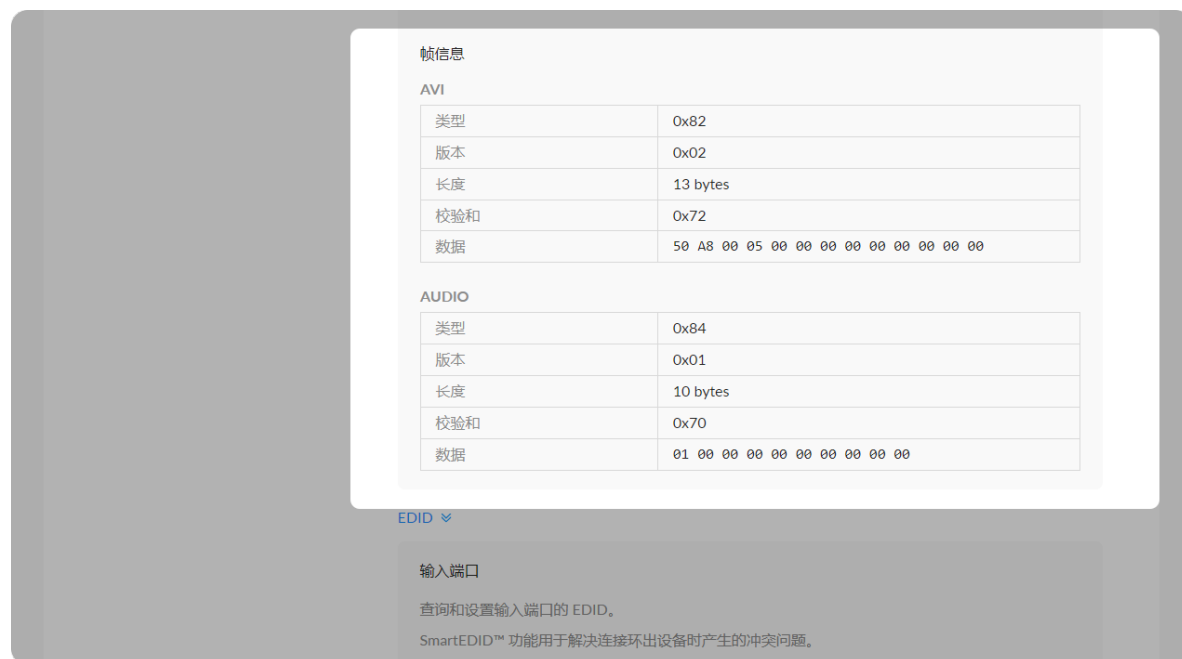 帧信息
AVI
类型 0x82
版本 0x02
长度 13 bytes
校验和 0x72
数据 50 A8 00 05 00 00 00 00 00 00 00 00 00
AUDIO
类型 0x84
版本 0x01
长度 10 bytes
校验和 0x70
数据 01 00 00 00 00 00 00 00 00 00
EDID
输入端口
查询和设置输入端口的 EDID。
SmartEDID™ 功能用于解决连接环出设备时产生的冲突问题。